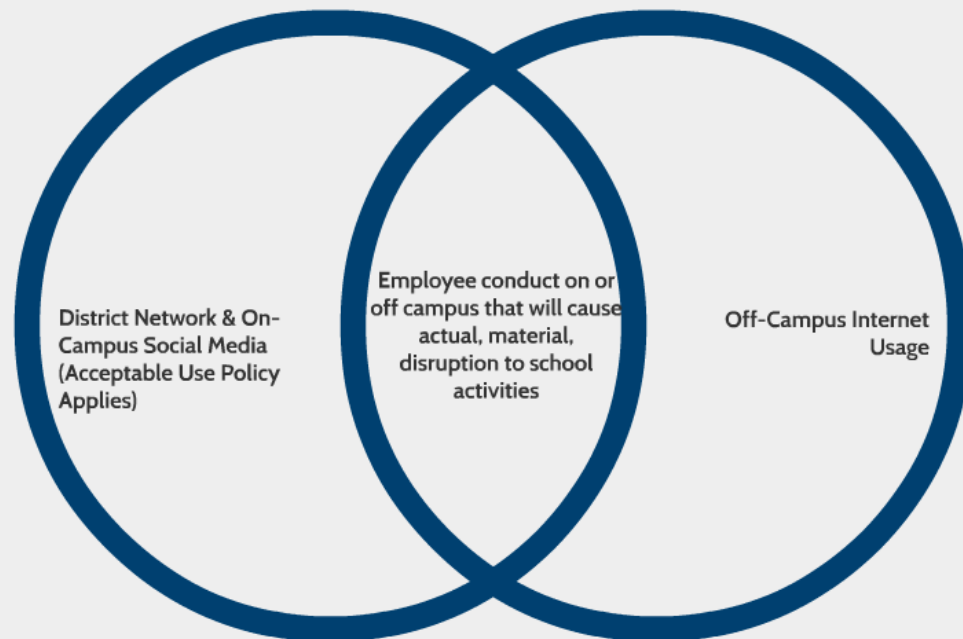 District Network & On-
Campus Social Media
(Acceptable Use Policy
Applies)
Employee conduct on or
off campus that will cause
actual, material,
disruption to school
activities
Off-Campus Internet
Usage